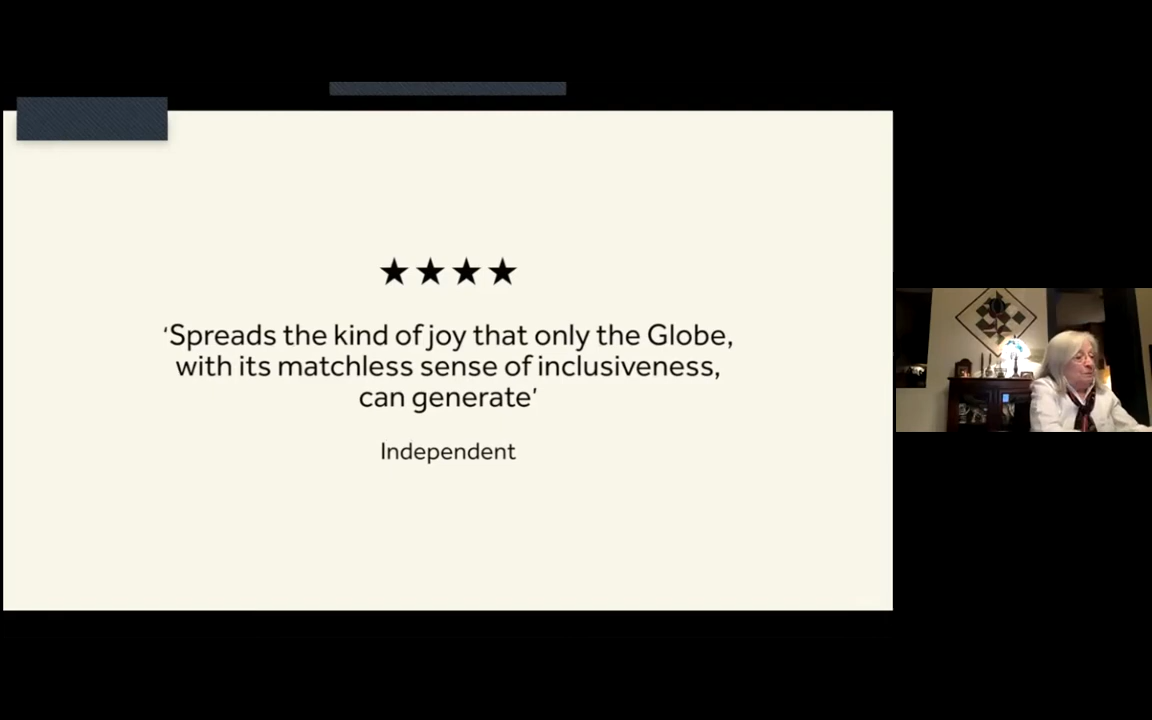 ★★★★
‘Spreads the kind of joy that only the Globe,
with its matchless sense of inclusiveness,
can generate’
Independent